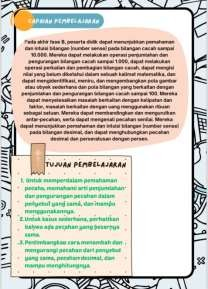 CAPAIAN PEMBELAJARAN
Pada akhir fase B, peserta didik dapat menunjukkan pemahaman
dan intuisi bilangan (number sense) pada bilangan cacah sampai
10.000. Mereka dapat melakukan operasi penjumlahan dan
pengurangan bilangan cacah sampai 1.000, dapat melakukan
operasi perkalian dan pembagian bilangan cacah, dapat mengisi
nilai yang belum diketahui dalam sebuah kalimat matematika, dan
dapat mengidentifikasi, meniru, dan mengembangkan pola gambar
atau obyek sederhana dan pola bilangan yang berkaitan dengan
penjumlahan dan pengurangan bilangan cacah sampai 100. Mereka
dapat menyelesaikan masalah berkaitan dengan kelipatan dan
faktor, masalah berkaitan dengan uang menggunakan ribuan
sebagai satuan. Mereka dapat membandingkan dan mengurutkan
antar-pecahan, serta dapat mengenali pecahan senilai. Mereka
dapat menunjukkan pemahaman dan intuisi bilangan (number sense)
pada bilangan desimal, dan dapat menghubungkan pecahan
desimal dan perseratusan dengan persen.
TUJUAN PEMBELAJARAN
1. Untuk memperdalam pemahaman
pecahan, memahami arti penjumlahan
dan pengurangan pecahan dalam
penyebut yang sama, dan mampu
menggunakannya.
2. Untuk kasus sederhana, perhatikan
bahwa ada pecahan yang besarnya
sama.
3. Pertimbangkan cara menambah dan
mengurangi pecahan dari penyebut
yang sama, pecahan desimal, dan
mampu menghitungnya.